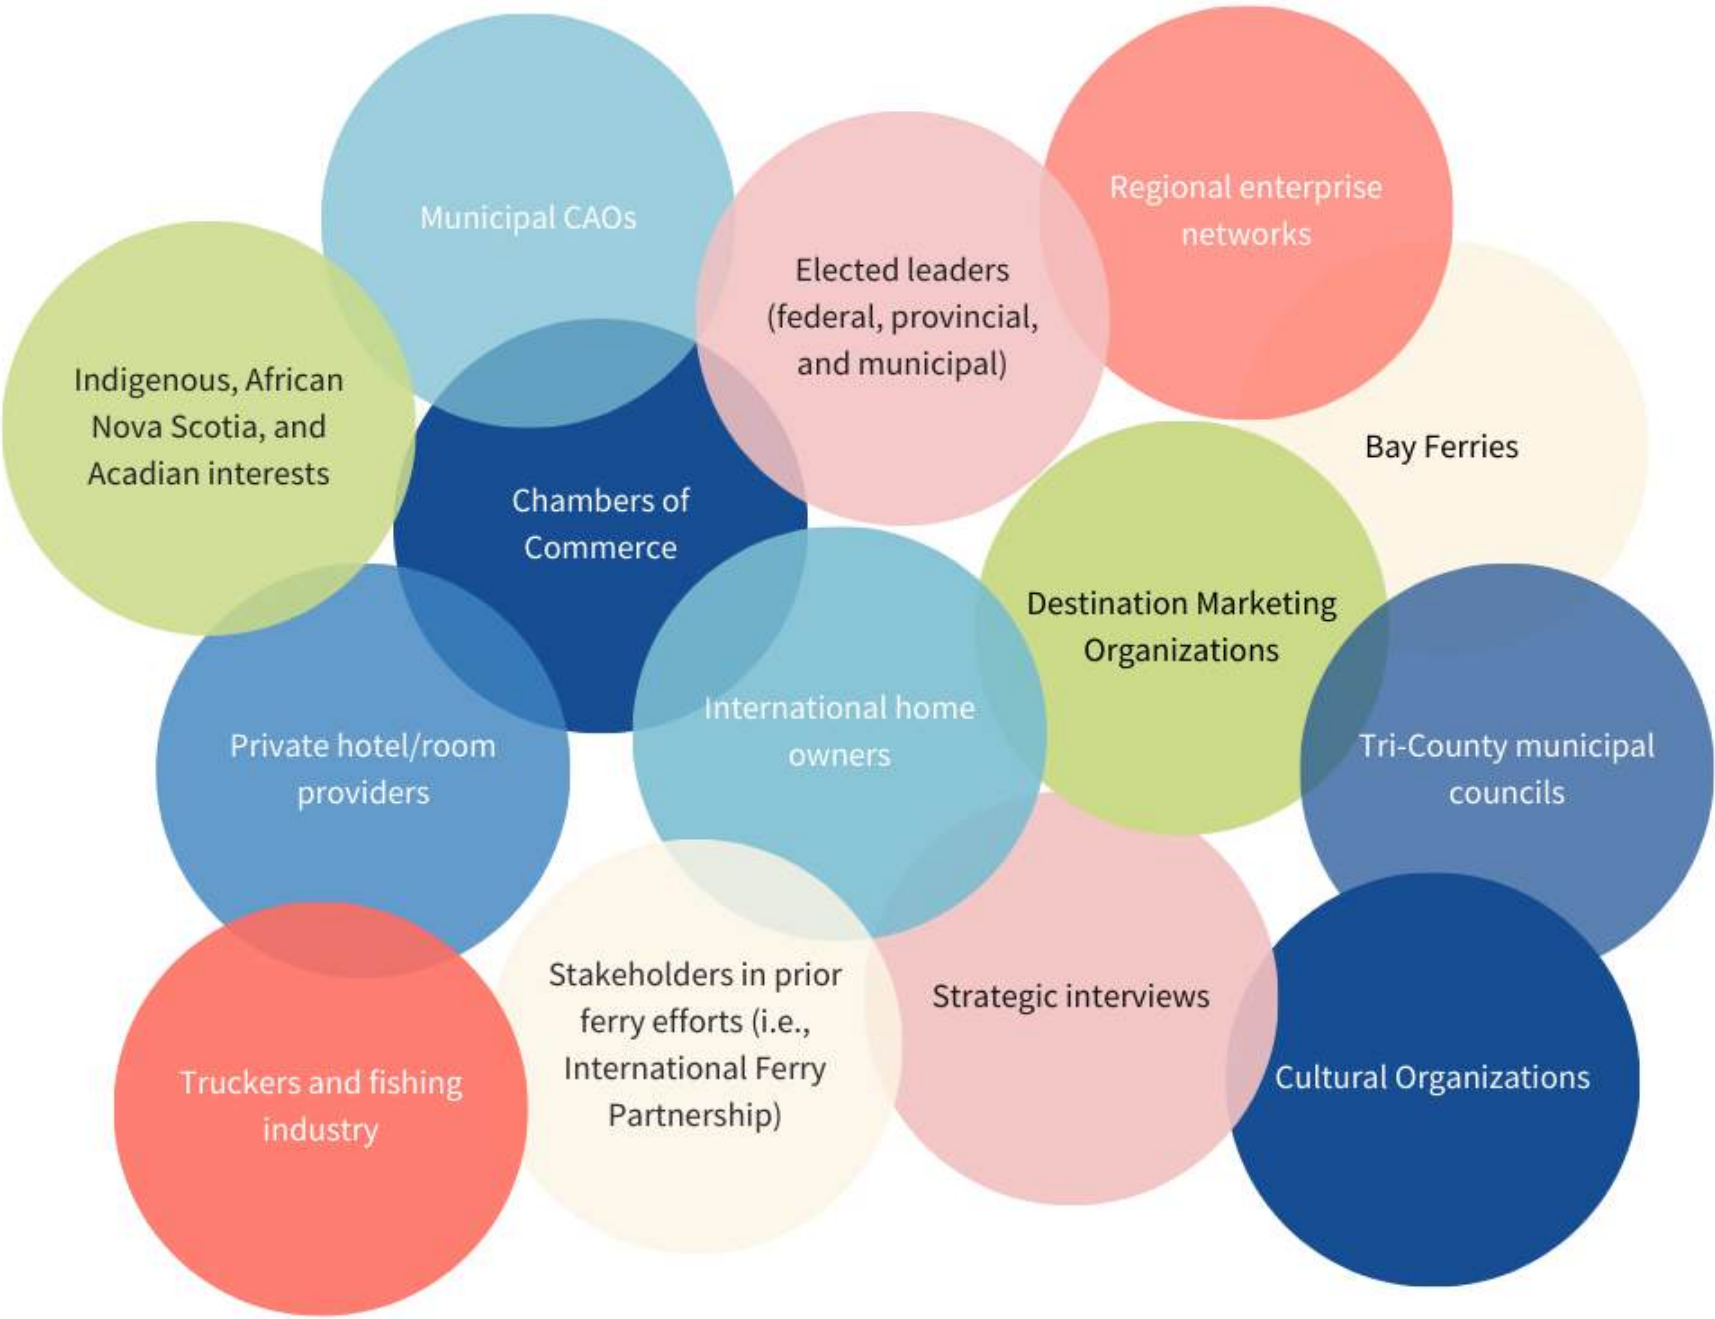 Municipal CAOs
Regional enterprise
networks
Elected leaders
(federal, provincial,
and municipal)
Indigenous, African
Nova Scotia, and
Acadian interests
Bay Ferries
Chambers of
Commerce
Destination Marketing
Organizations
International home
owners
Private hotel/room
providers
Tri-County municipal
councils
Stakeholders in prior
ferry efforts (i.e.,
International Ferry
Partnership)
Strategic interviews
Truckers and fishing
industry
Cultural Organizations